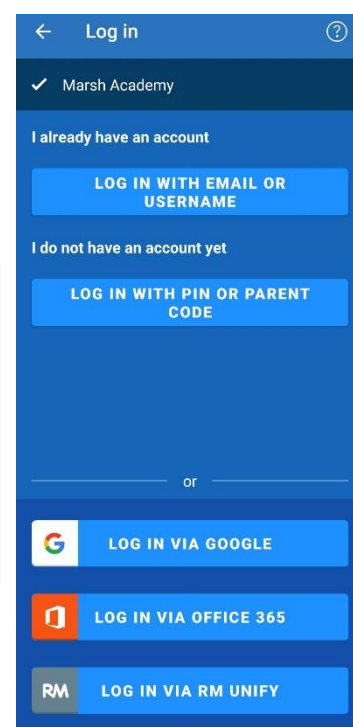 Log in
?
Marsh Academy
I already have an account
LOG IN WITH EMAIL OR
USERNAME
I do not have an account yet
LOG IN WITH PIN OR PARENT
CODE
or
G LOG IN VIA GOOGLE
LOG IN VIA OFFICE 365
RM LOG IN VIA RM UNIFY